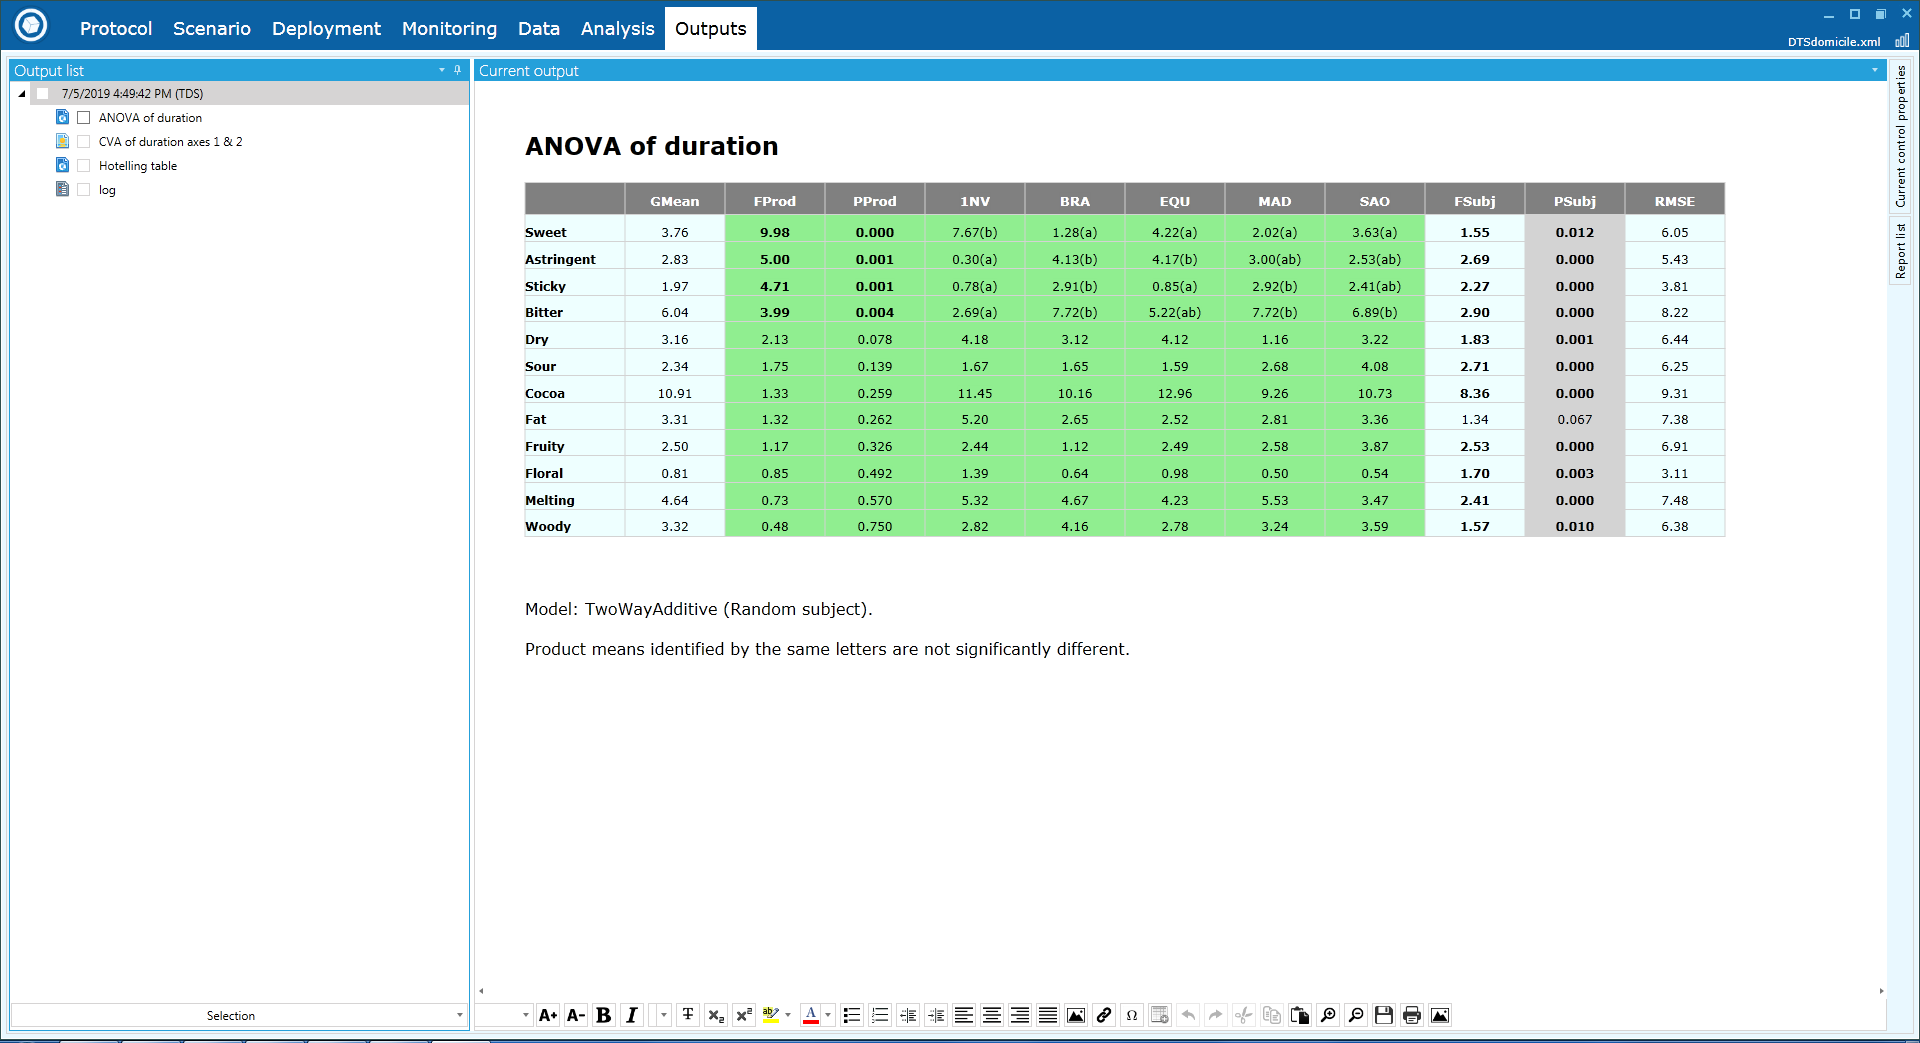 Protocol Scenario Deployment Monitoring Data Analysis Outputs
DTSdomicile.xml
Output list
7/5/2019 4:49:42 PM (TDS)
ANOVA of duration
CVA of duration axes 1 & 2
Hotelling table
log
Selection
Current output
ANOVA of duration
GMean FProd PProd 1NV BRA EQU MAD SAO FSubj PSubj RMSE
Sweet 3.76 9.98 0.000 7.67(b) 1.28(a) 4.22(a) 2.02(a) 3.63(a) 1.55 0.012 6.05
Astringent 2.83 5.00 0.001 0.30(a) 4.13(b) 4.17(b) 3.00(ab) 2.53(ab) 2.69 0.000 5.43
Sticky 1.97 4.71 0.001 0.78(a) 2.91(b) 0.85(a) 2.92(b) 2.41(ab) 2.27 0.000 3.81
Bitter 6.04 3.99 0.004 2.69(a) 7.72(b) 5.22(ab) 7.72(b) 6.89(b) 2.90 0.000 8.22
Dry 3.16 2.13 0.078 4.18 3.12 4.12 1.16 3.22 1.83 0.001 6.44
Sour 2.34 1.75 0.139 1.67 1.65 1.59 2.68 4.08 2.71 0.000 6.25
Cocoa 10.91 1.33 0.259 11.45 10.16 12.96 9.26 10.73 8.36 0.000 9.31
Fat 3.31 1.32 0.262 5.20 2.65 2.52 2.81 3.36 1.34 0.067 7.38
Fruity 2.50 1.17 0.326 2.44 1.12 2.49 2.58 3.87 2.53 0.000 6.91
Floral 0.81 0.85 0.492 1.39 0.64 0.98 0.50 0.54 1.70 0.003 3.11
Melting 4.64 0.73 0.570 5.32 4.67 4.23 5.53 3.47 2.41 0.000 7.48
Woody 3.32 0.48 0.750 2.82 4.16 2.78 3.24 3.59 1.57 0.010 6.38
Model: TwoWayAdditive (Random subject).
Product means identified by the same letters are not significantly different.
Current control properties
Report list